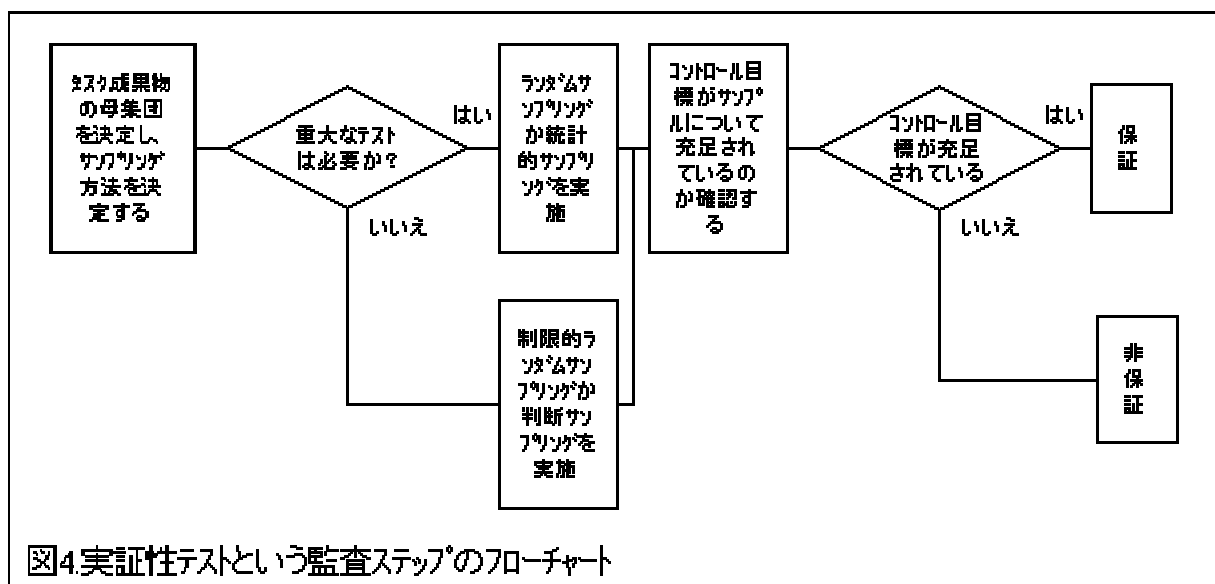 タスク成果物
の母集団
を決定し、
サンプリング
方法を決
定する
重大なテスト
は必要か?
はい
いいえ
ランダムサ
ンプリング
か統計
的サンプリ
ングを実
施
制限的ラ
ンダムサン
プリングか
判断サン
プリングを
実施
コントロール目
標がサンプ
ルについて
充足され
ているの
か確認す
る
コントロール目
標が充足
されている
はい
いいえ
保
証
非
保
証
図4.実証性テストという監査ステップのフローチャート